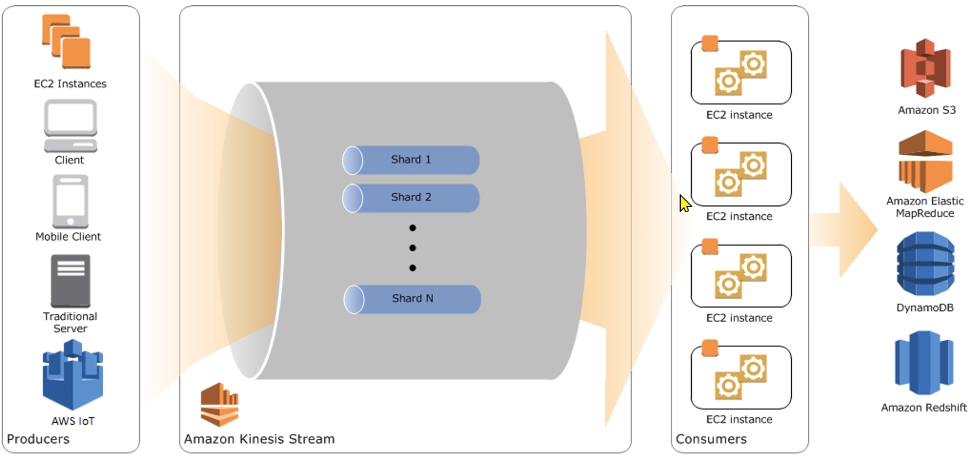 EC2 Instances
Client
Mobile Client
Traditional
Server
AWS IoT
Producers
Shard 1
Shard 2
Shard N
Amazon Kinesis Stream
EC2 instance
EC2 instance
EC2 instance
EC2 instance
Consumers
Amazon S3
Amazon Elastic
MapReduce
DynamoDB
Amazon Redshift